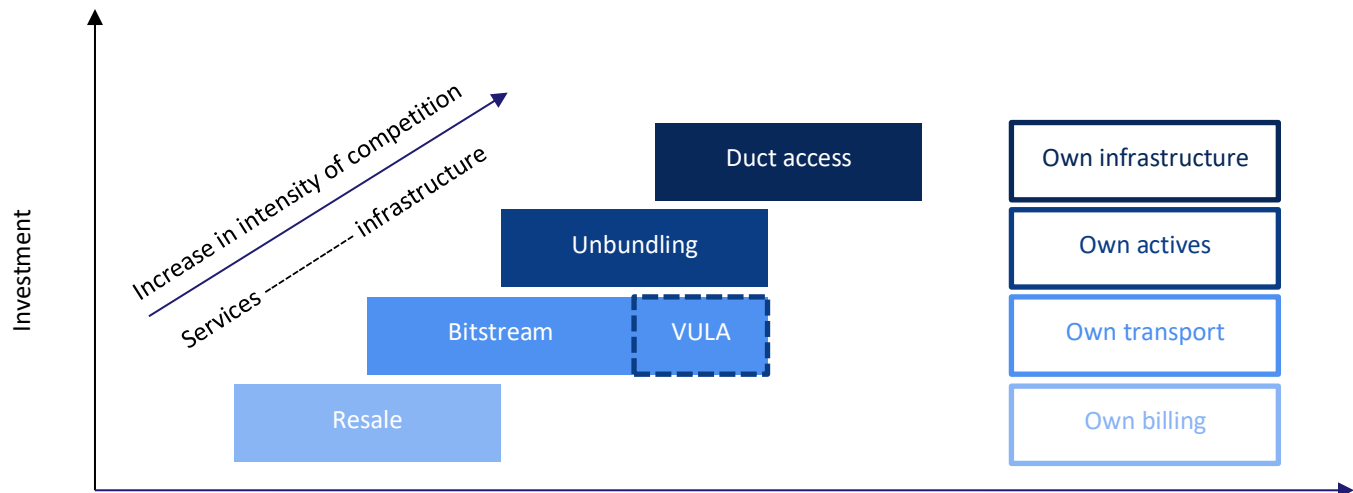 Increase in intensity of competition
Services ------- infrastructure
Investment
Duct access
Own infrastructure
Unbundling
Own actives
Bitstream
VULA
Own transport
Resale
Own billing